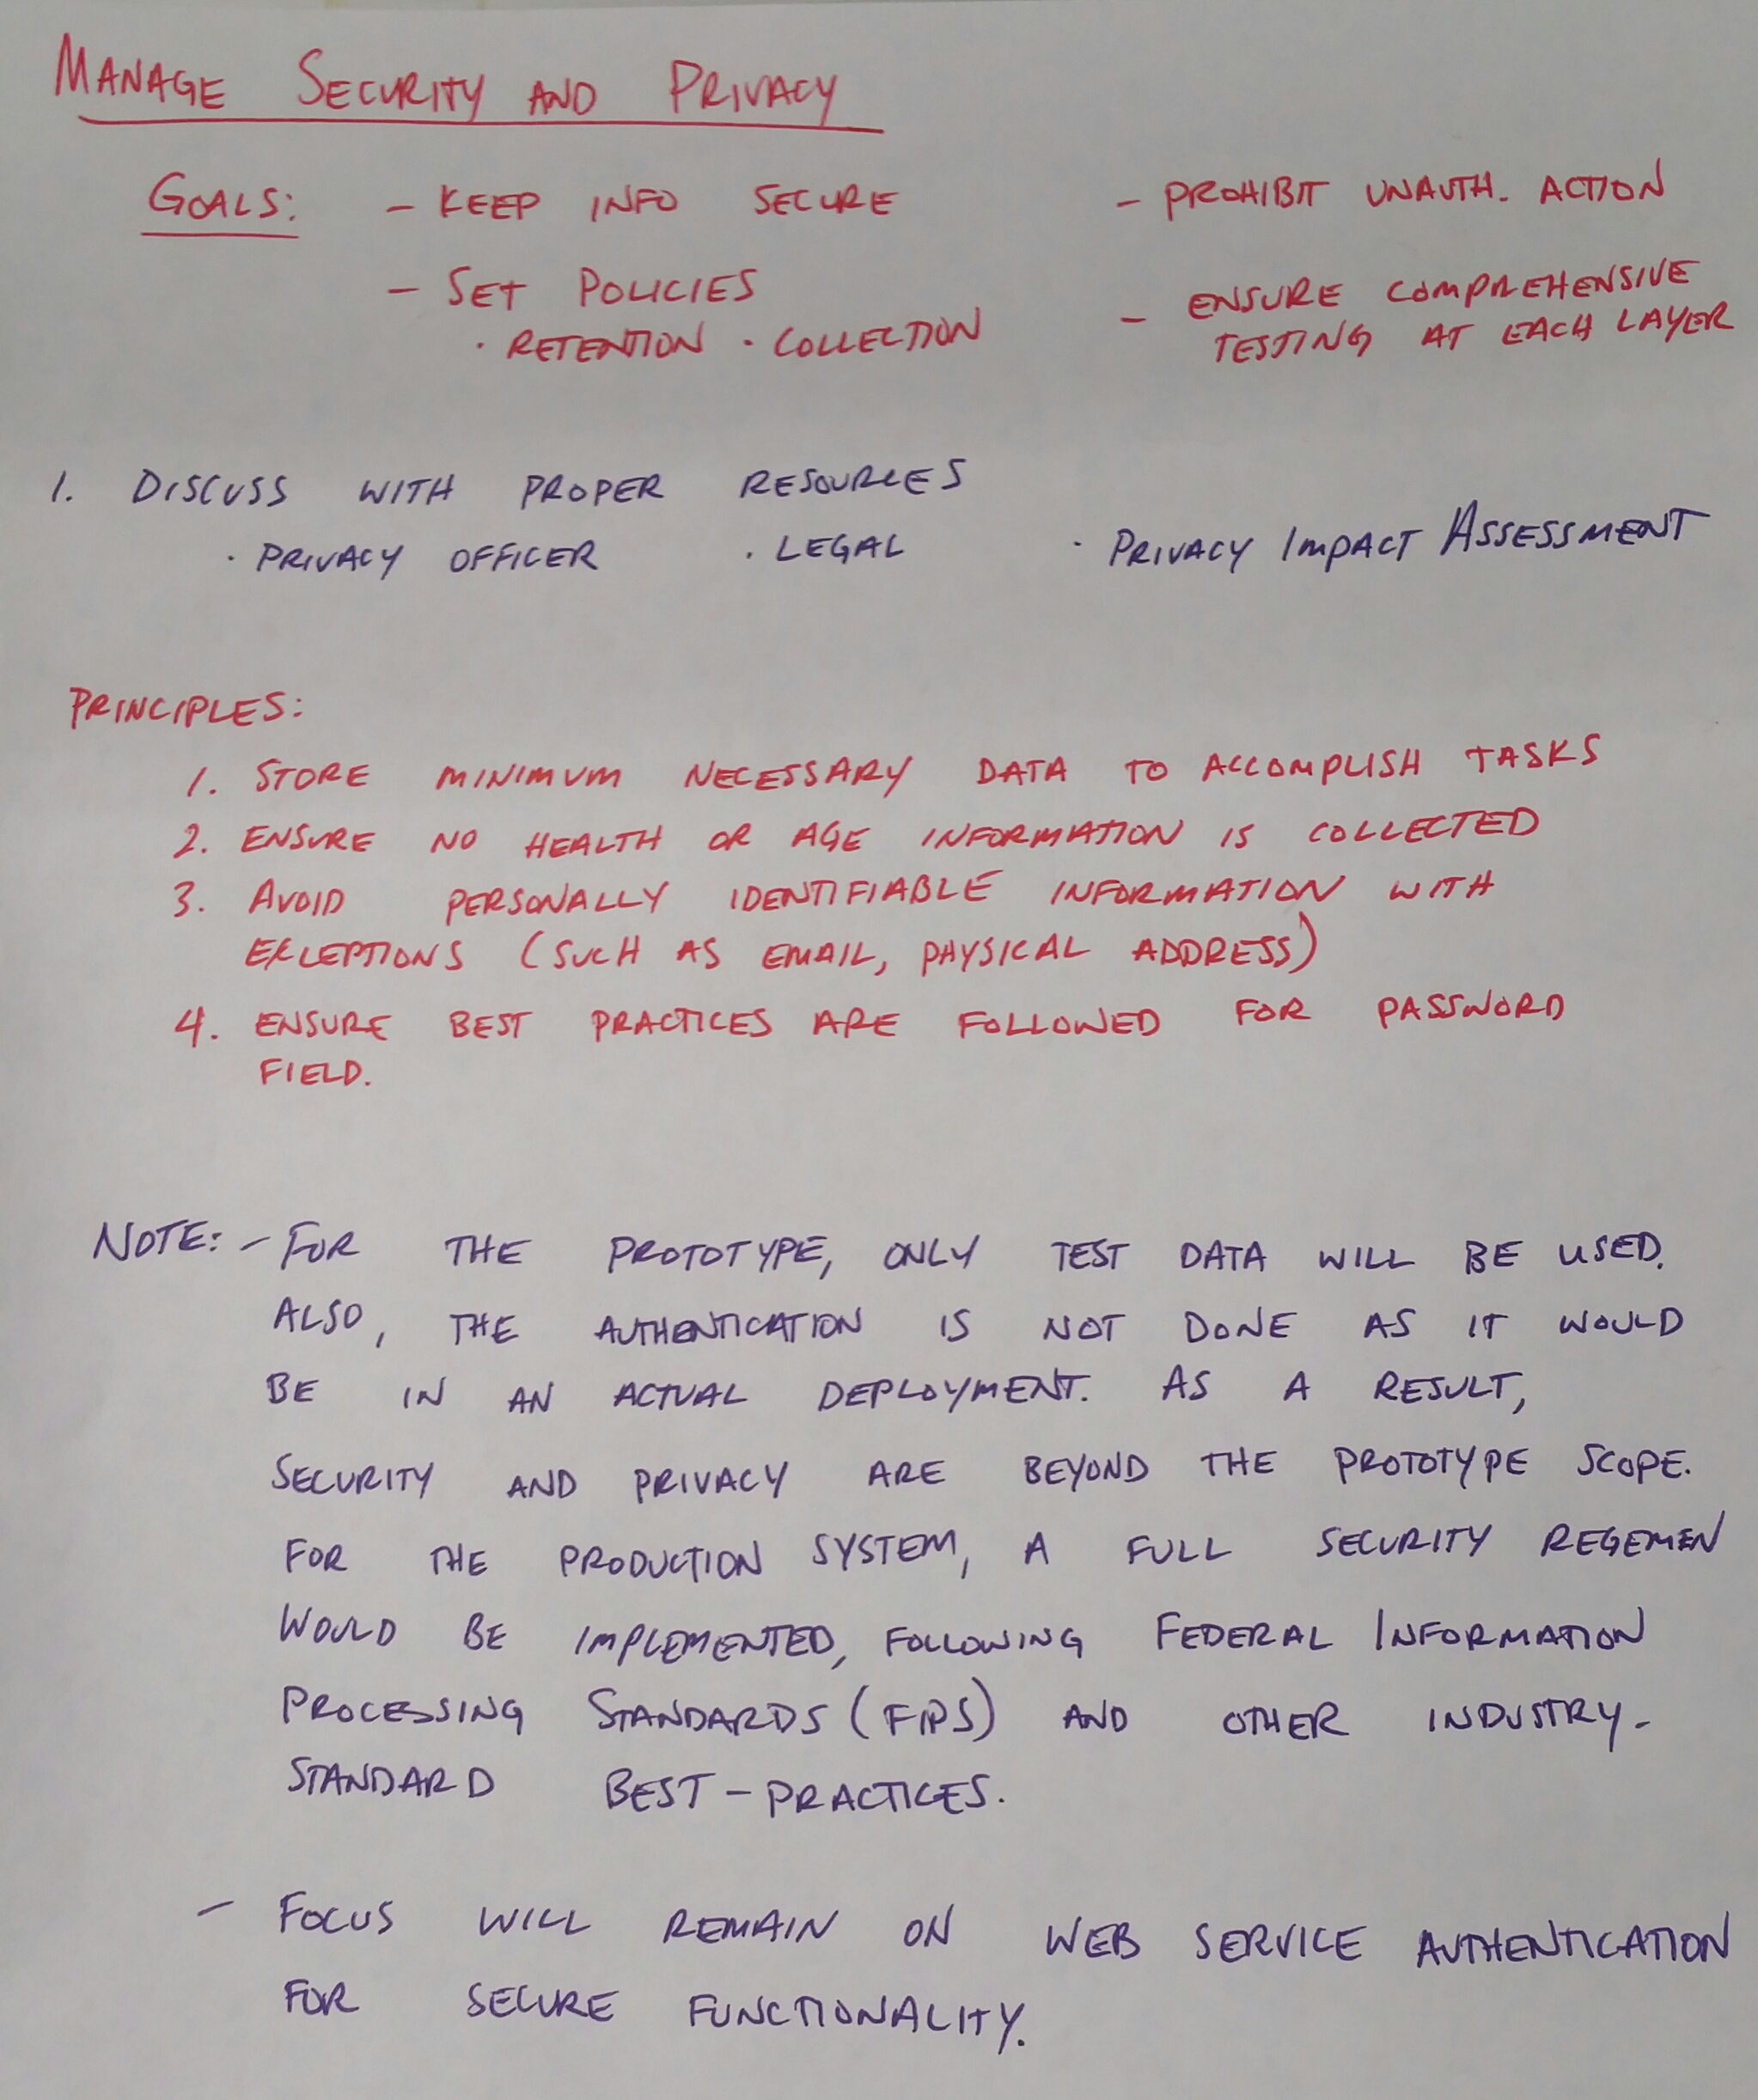 MANAGE SECURITY AND PRIVACY
GOALS: - KEEP INFO SECURE - PROHIBIT UNAUTH. ACTION
- SET POLICIES - ENSURE COMPREHENSIVE
· RETENTION · COLLECTION TESTING AT EACH LAYER
1. DISCUSS WITH PROPER RESOURCES
· PRIVACY OFFICER · LEGAL · PRIVACY IMPACT ASSESSMENT
PRINCIPLES:
1. STORE MINIMUM NECESSARY DATA TO ACCOMPLISH TASKS
2. ENSURE NO HEALTH OR AGE INFORMATION IS COLLECTED
3. AVOID PERSONALLY IDENTIFIABLE INFORMATION WITH
EXCEPTIONS (SUCH AS EMAIL, PHYSICAL ADDRESS)
4. ENSURE BEST PRACTICES ARE FOLLOWED FOR PASSWORD
FIELD.
NOTE: - FOR THE PROTOTYPE, ONLY TEST DATA WILL BE USED.
ALSO, THE AUTHENTICATION IS NOT DONE AS IT WOULD
BE IN AN ACTUAL DEPLOYMENT. AS A RESULT,
SECURITY AND PRIVACY ARE BEYOND THE PROTOTYPE SCOPE.
FOR THE PRODUCTION SYSTEM, A FULL SECURITY REGEMEN
WOULD BE IMPLEMENTED, FOLLOWING FEDERAL INFORMATION
PROCESSING STANDARDS (FIPS) AND OTHER INDUSTRY-
STANDARD BEST-PRACTICES.
- FOCUS WILL REMAIN ON WEB SERVICE AUTHENTICATION
FOR SECURE FUNCTIONALITY.